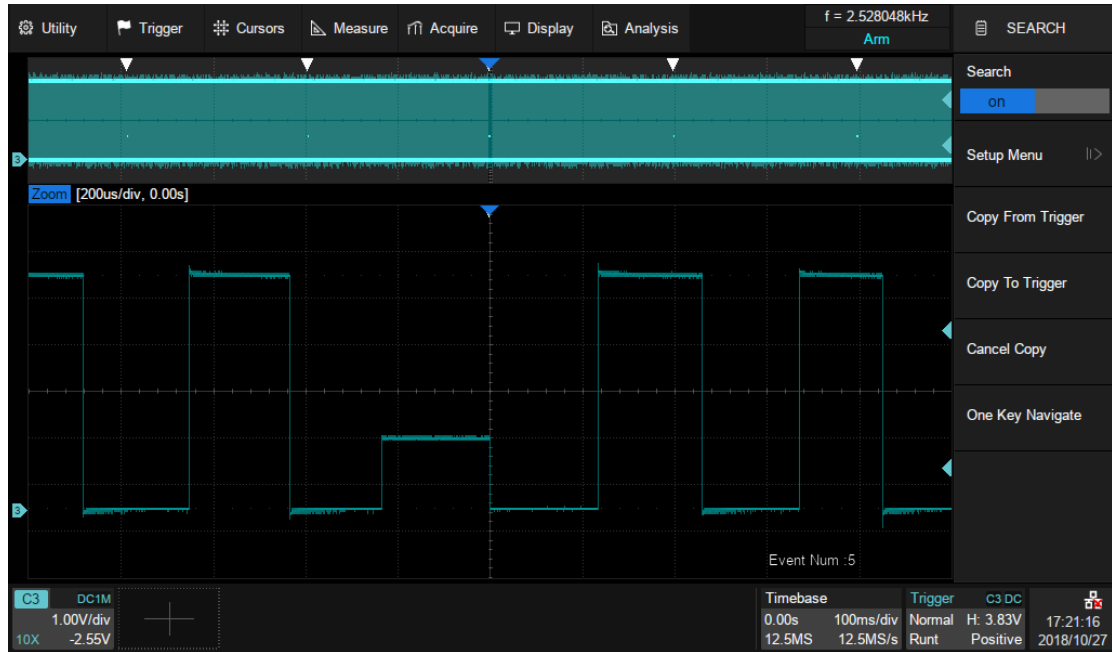 Utility Trigger Cursors Measure Acquire Display Analysis
f = 2.528048kHz
Arm
SEARCH
Search
on
Setup Menu
Copy From Trigger
Copy To Trigger
Cancel Copy
One Key Navigate
3
Zoom [200us/div, 0.00s]
3
Event Num :5
C3 DC1M
1.00V/div
10X -2.55V
Timebase
0.00s 100ms/div
12.5MS 12.5MS/s
Trigger C3 DC
Normal H: 3.83V
Runt Positive
17:21:16
2018/10/27